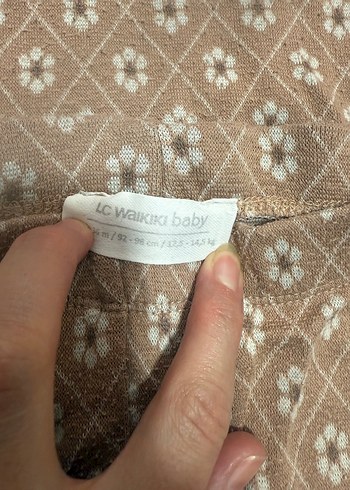 LC WAIKIKI baby
m / 92 - 98 cm / 12,5 - 14,5 kg